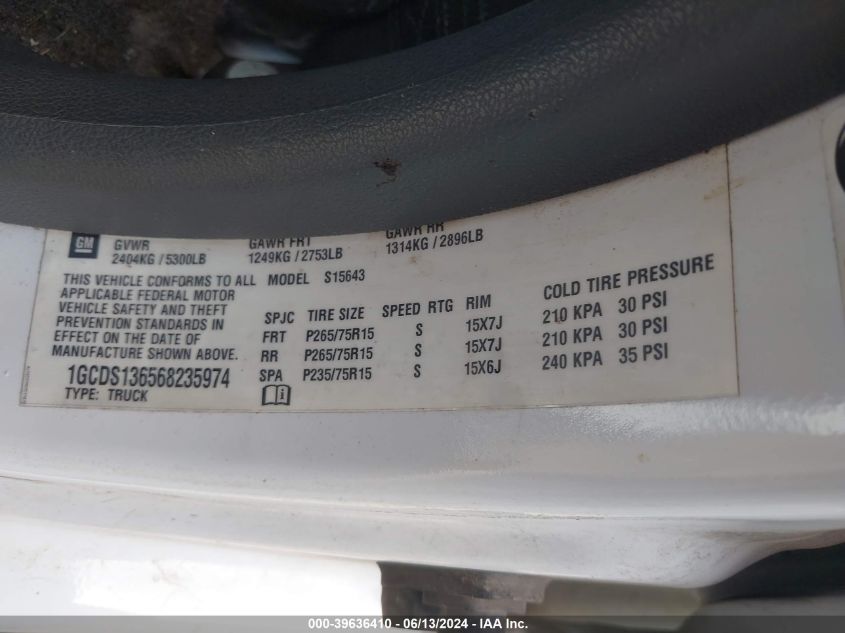 GM
GVWR GAWR FRT GAWR RR
2404KG / 5300LB 1249KG / 2753LB 1314KG / 2896LB
THIS VEHICLE CONFORMS TO ALL
APPLICABLE FEDERAL MOTOR
VEHICLE SAFETY AND THEFT
PREVENTION STANDARDS IN
EFFECT ON THE DATE OF
MANUFACTURE SHOWN ABOVE.
1GCDS136568235974
TYPE: TRUCK
MODEL S15643
SPJC TIRE SIZE SPEED RTG RIM COLD TIRE PRESSURE
FRT P265/75R15 S 15X7J 210 KPA 30 PSI
RR P265/75R15 S 15X7J 210 KPA 30 PSI
SPA P235/75R15 S 15X6J 240 KPA 35 PSI
000-39636410 - 06/13/2024 - IAA Inc.